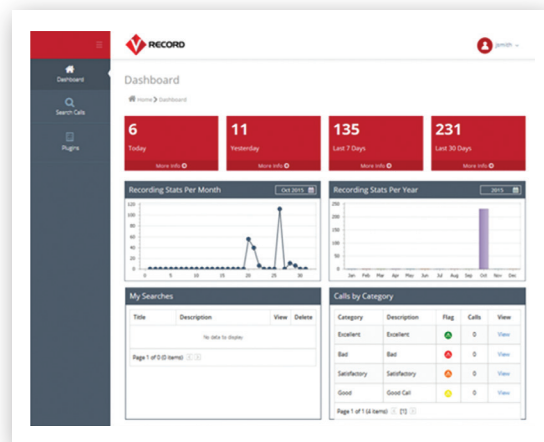 V RECORD
jsmith
Dashboard
Search Calls
Plugins
Dashboard
Home > Dashboard
6
Today
More info
11
Yesterday
More info
135
Last 7 Days
More info
231
Last 30 Days
More info
Recording Stats Per Month
Oct 2015
120
100
80
60
40
20
0
0 5 10 15 20 25 30
Recording Stats Per Year
2015
250
200
150
100
50
0
Jan Feb Mar Apr May Jun Jul Aug Sep Oct Nov Dec
My Searches
Title Description View Delete
No data to display
Page 1 of 0 (0 items) < >
Calls by Category
Category Description Flag Calls View
Excellent Excellent 0 View
Bad Bad 0 View
Satisfactory Satisfactory 0 View
Good Good Call 0 View
Page 1 of 1 (4 items) < [1] >